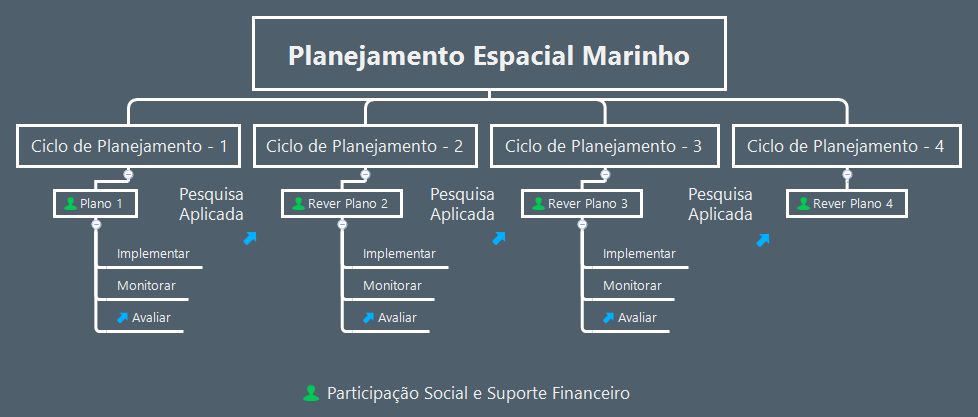 Planejamento Espacial Marinho
Ciclo de Planejamento - 1
Ciclo de Planejamento - 2
Ciclo de Planejamento - 3
Ciclo de Planejamento - 4
Plano 1
Pesquisa
Aplicada
Rever Plano 2
Pesquisa
Aplicada
Rever Plano 3
Pesquisa
Aplicada
Rever Plano 4
Implementar
Monitorar
Avaliar
Implementar
Monitorar
Avaliar
Implementar
Monitorar
Avaliar
Participação Social e Suporte Financeiro